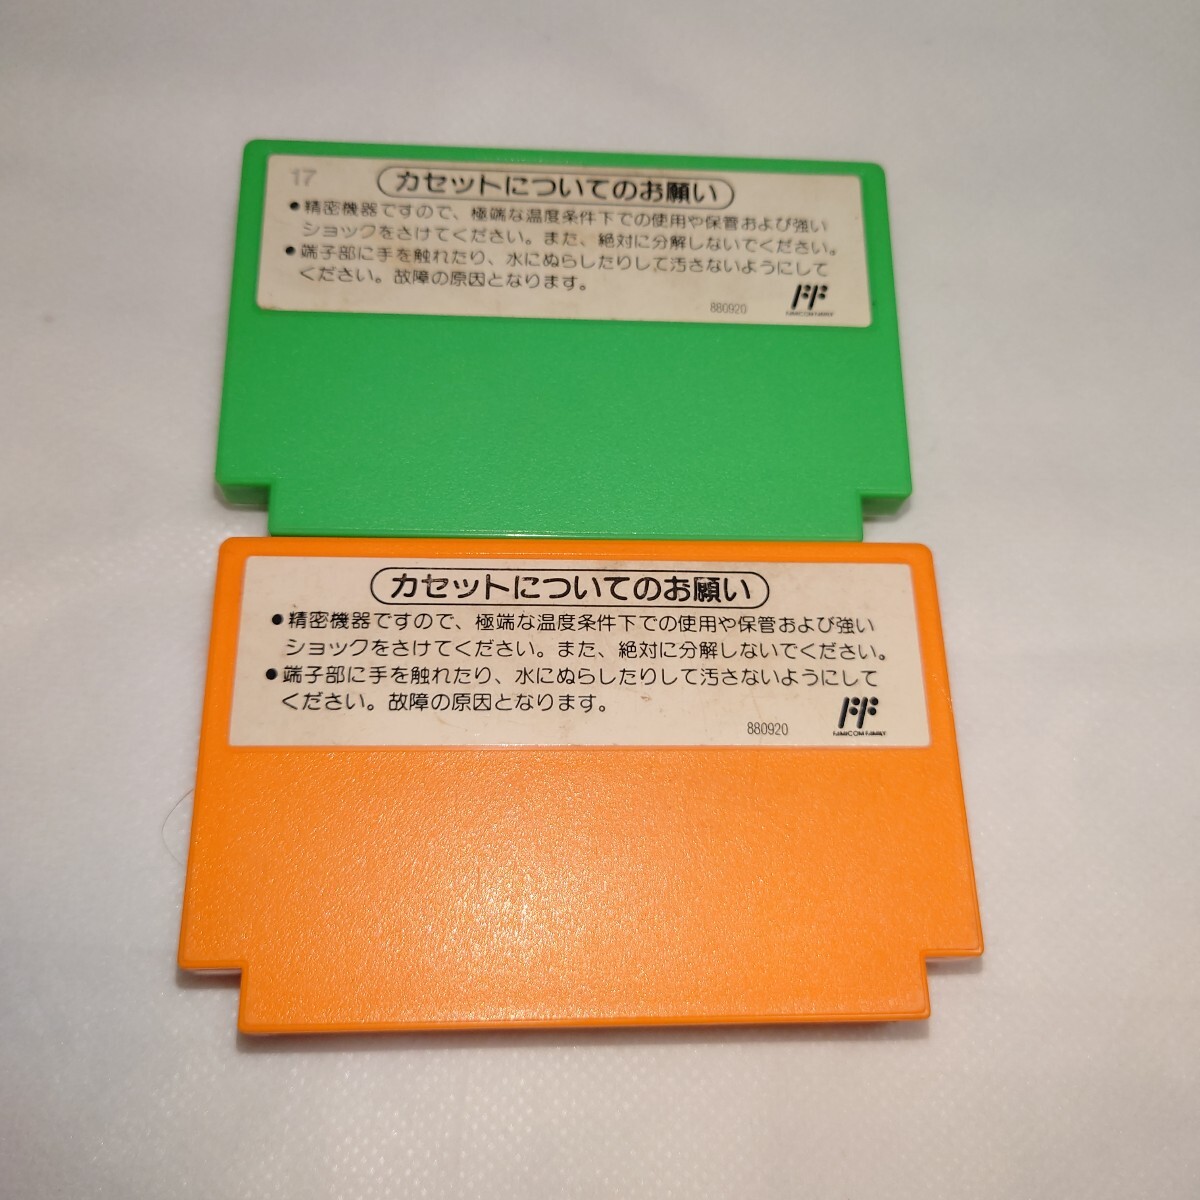 17
カセットについてのお願い
●精密機器ですので、極端な温度条件下での使用や保管および強い
ショックをさけてください。また、絶対に分解しないでください。
●端子部に手を触れたり、水にぬらしたりして汚さないようにして
ください。故障の原因となります。
880920
FF
FAMICOM FAMILY
カセットについてのお願い
●精密機器ですので、極端な温度条件下での使用や保管および強い
ショックをさけてください。また、絶対に分解しないでください。
●端子部に手を触れたり、水にぬらしたりして汚さないようにして
ください。故障の原因となります。
880920
FF
FAMICOM FAMILY